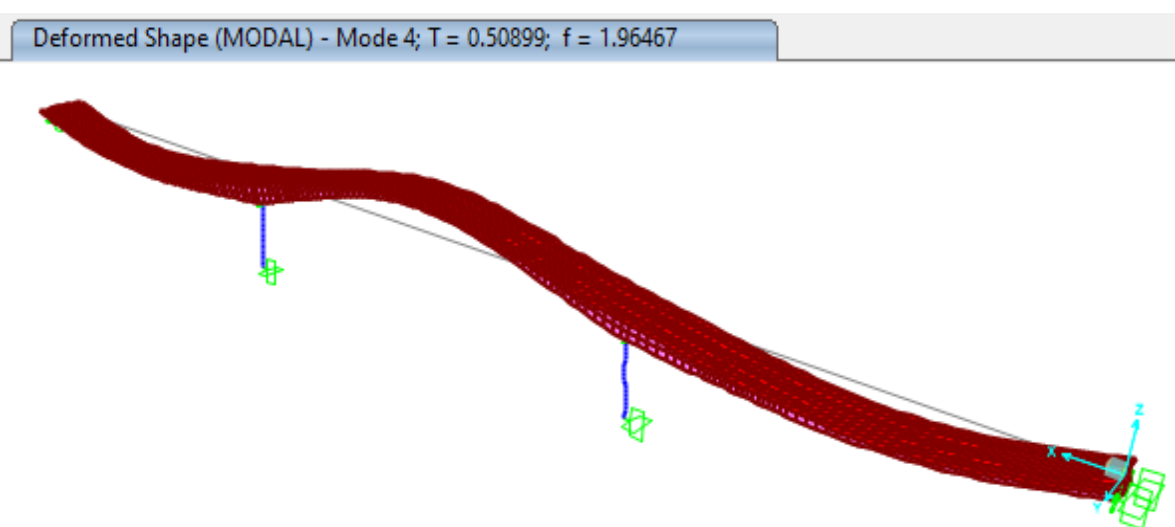 Deformed Shape (MODAL) - Mode 4; T = 0.50899; f = 1.96467
Z
X
Y